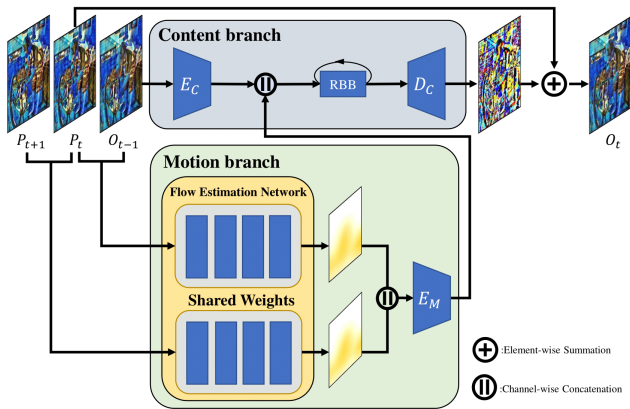 Content branch
E_C
RBB
D_C
P_{t+1}
P_t
O_{t-1}
O_t
Motion branch
Flow Estimation Network
Shared Weights
E_M
:Element-wise Summation
:Channel-wise Concatenation